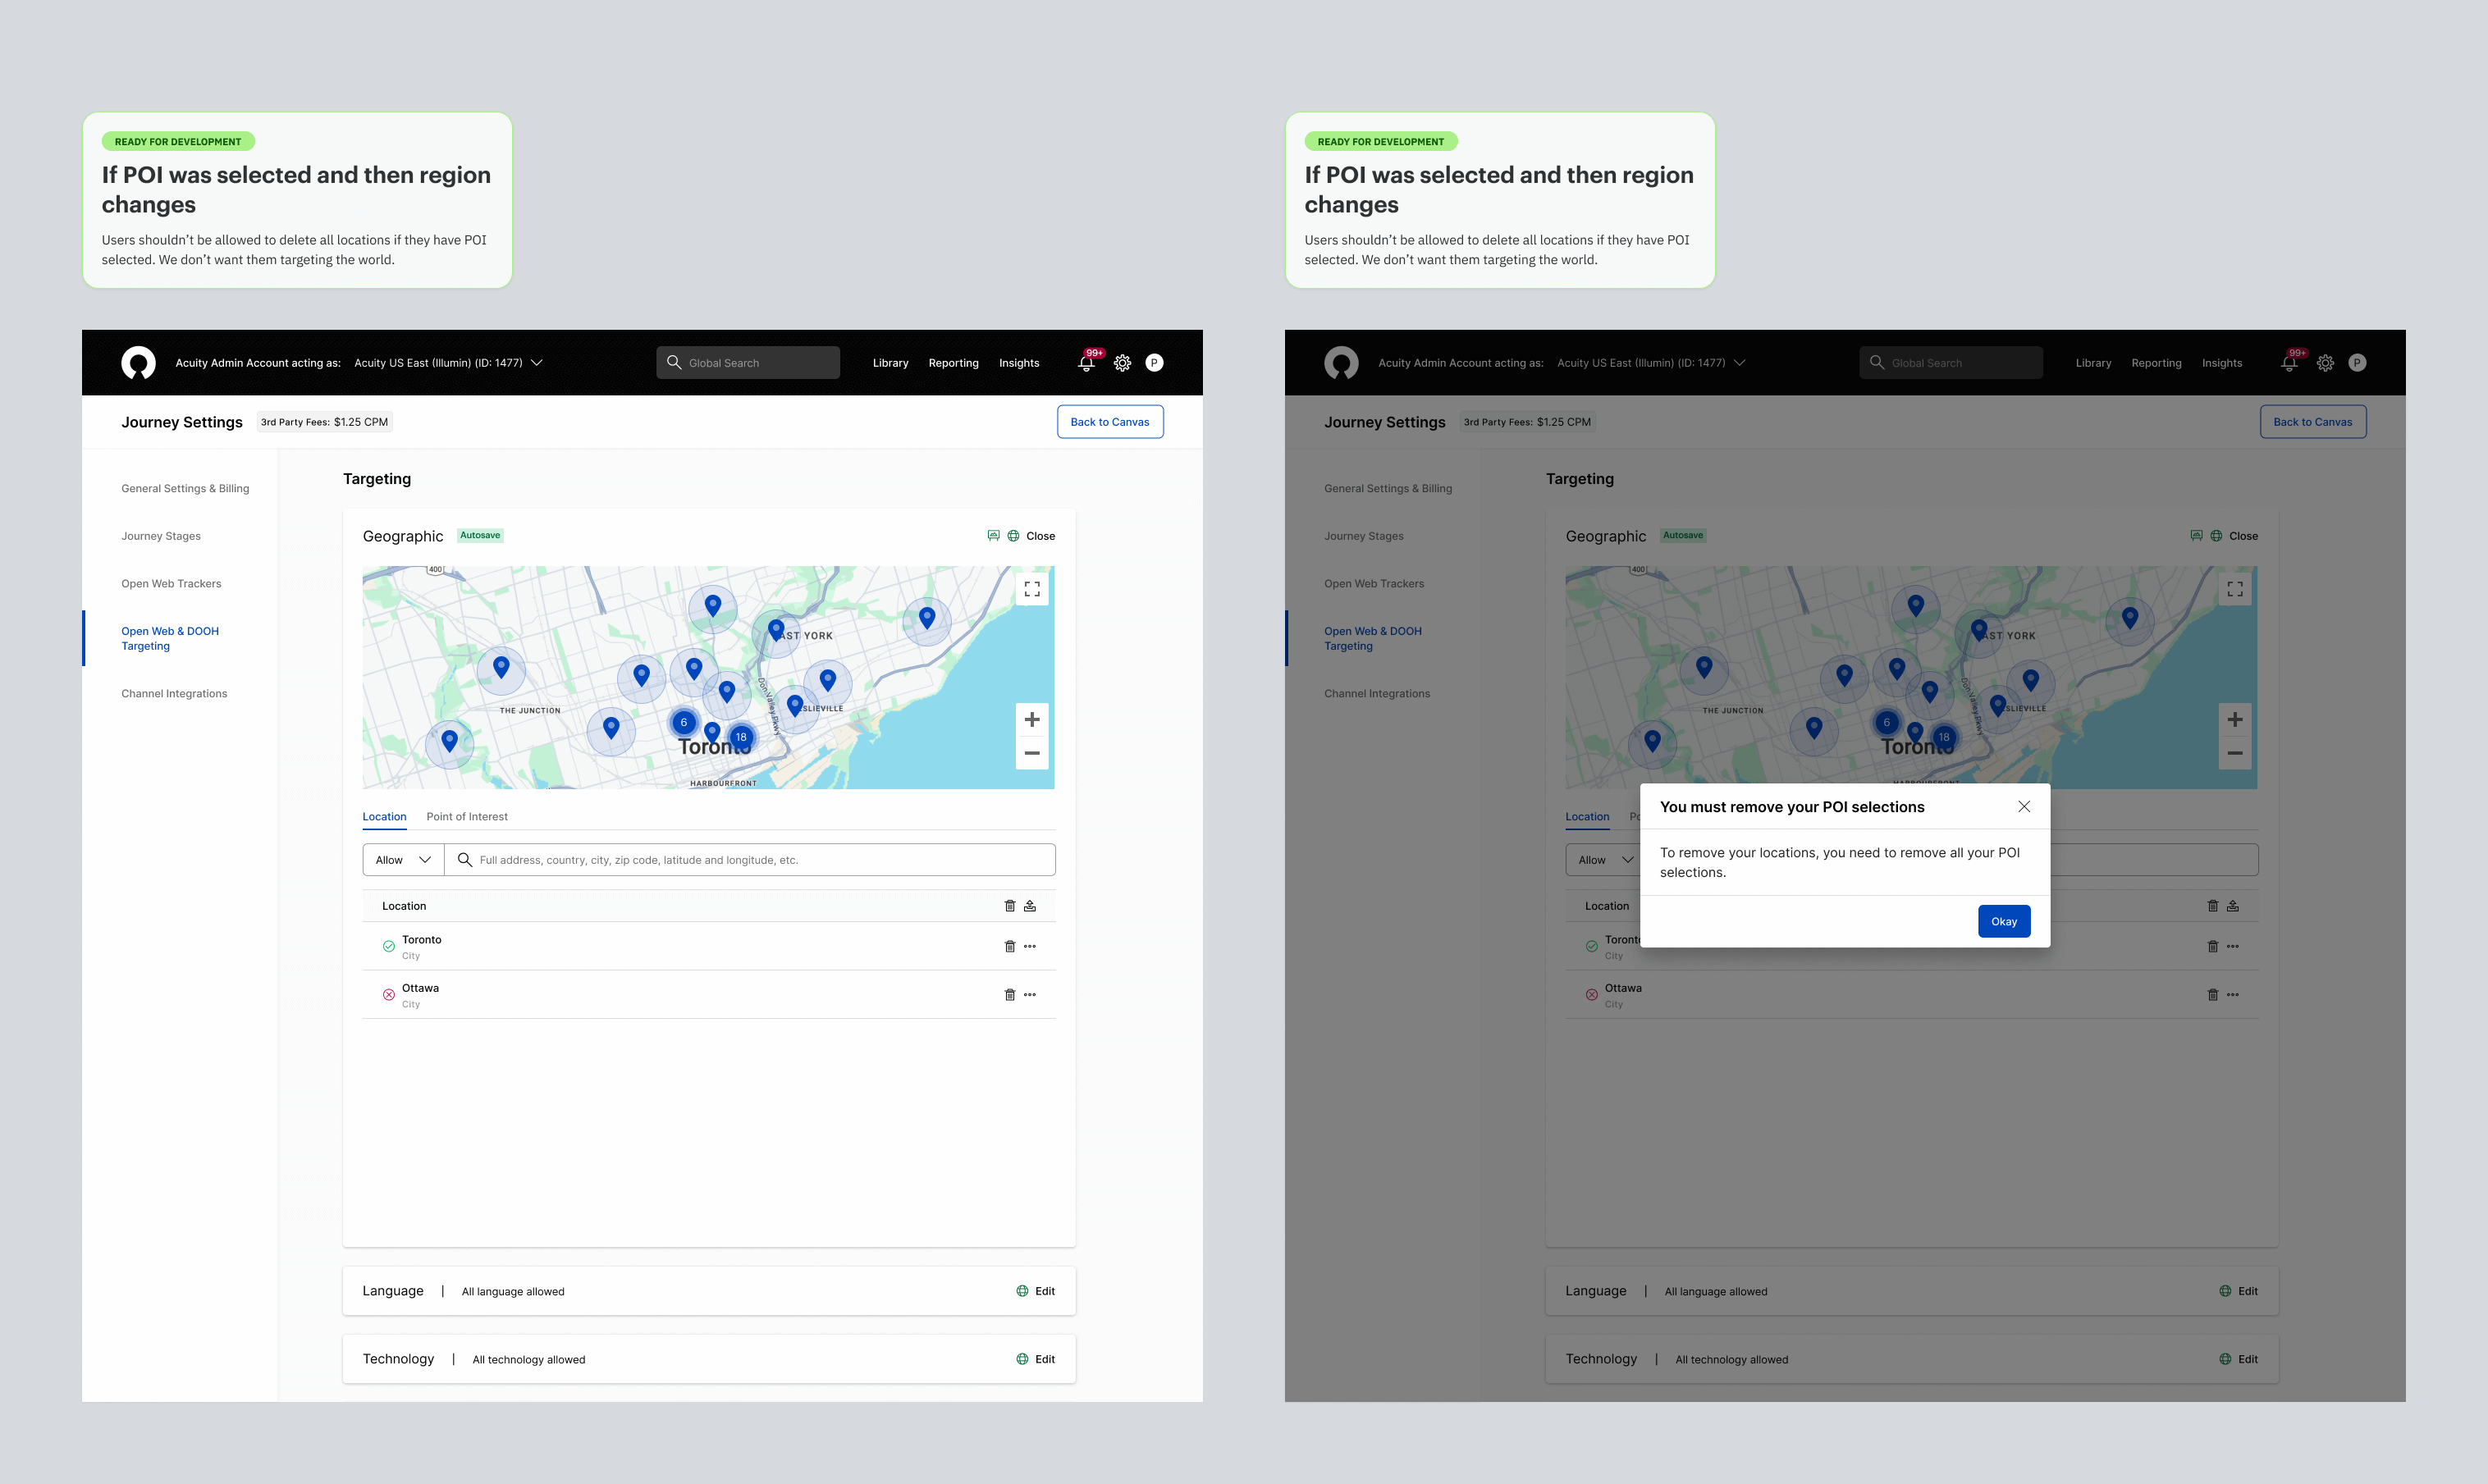 READY FOR DEVELOPMENT
If POI was selected and then region
changes
Users shouldn’t be allowed to delete all locations if they have POI
selected. We don’t want them targeting the world.
Acuity Admin Account acting as: Acuity US East (Illumin) (ID: 1477)
Global Search
Library Reporting Insights
99+
P
Journey Settings
3rd Party Fees: $1.25 CPM
Back to Canvas
General Settings & Billing
Journey Stages
Open Web Trackers
Open Web & DOOH
Targeting
Channel Integrations
Targeting
Geographic
Autosave
Close
400
AST YORK
THE JUNCTION
Don Valley Pkwy
SLIEVILLE
6
18
Toronto
HARBOURFRONT
Location Point of Interest
Allow
Full address, country, city, zip code, latitude and longitude, etc.
Location
Toronto
City
Ottawa
City
Language | All language allowed
Edit
Technology | All technology allowed
Edit
READY FOR DEVELOPMENT
If POI was selected and then region
changes
Users shouldn’t be allowed to delete all locations if they have POI
selected. We don’t want them targeting the world.
Acuity Admin Account acting as: Acuity US East (Illumin) (ID: 1477)
Global Search
Library Reporting Insights
99+
P
Journey Settings
3rd Party Fees: $1.25 CPM
Back to Canvas
General Settings & Billing
Journey Stages
Open Web Trackers
Open Web & DOOH
Targeting
Channel Integrations
Targeting
Geographic
Autosave
Close
400
AST YORK
THE JUNCTION
Don Valley Pkwy
SLIEVILLE
6
18
Toronto
HARBOURFRONT
You must remove your POI selections
To remove your locations, you need to remove all your POI
selections.
Okay
Location Po
Allow
Location
Toronto
City
Ottawa
City
Language | All language allowed
Edit
Technology | All technology allowed
Edit